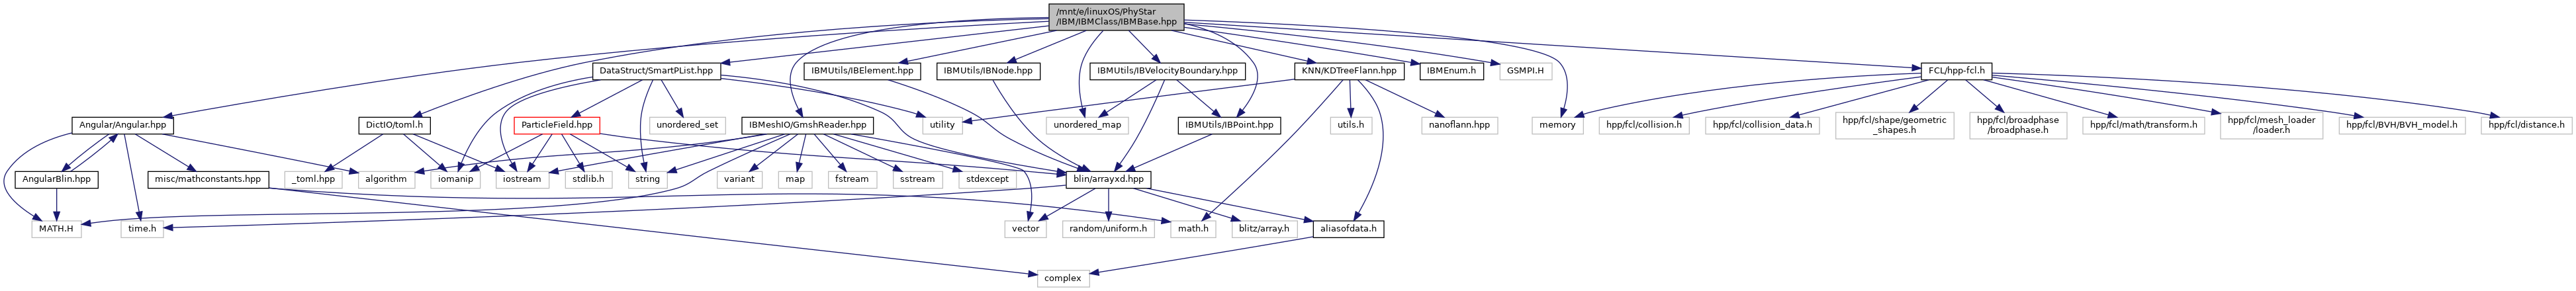 /mnt/e/linuxOS/PhyStar
/IBM/IBMClass/IBMBase.hpp
DataStruct/SmartPList.hpp
IBMUtils/IBElement.hpp
IBMUtils/IBNode.hpp
IBMUtils/IBVelocityBoundary.hpp
KNN/KDTreeFlann.hpp
IBMEnum.h
GSMPI.H
FCL/hpp-fcl.h
Angular/Angular.hpp
DictIO/toml.h
ParticleField.hpp
unordered_set
IBMeshIO/GmshReader.hpp
utility
unordered_map
IBMUtils/IBPoint.hpp
utils.h
nanoflann.hpp
memory
hpp/fcl/collision.h
hpp/fcl/collision_data.h
hpp/fcl/shape/geometric
_shapes.h
hpp/fcl/broadphase
/broadphase.h
hpp/fcl/math/transform.h
hpp/fcl/mesh_loader
/loader.h
hpp/fcl/BVH/BVH_model.h
hpp/fcl/distance.h
AngularBlin.hpp
misc/mathconstants.hpp
_toml.hpp
algorithm
iomanip
iostream
stdlib.h
string
variant
map
fstream
sstream
stdexcept
blin/arrayxd.hpp
MATH.H
time.h
vector
random/uniform.h
math.h
blitz/array.h
aliasofdata.h
complex